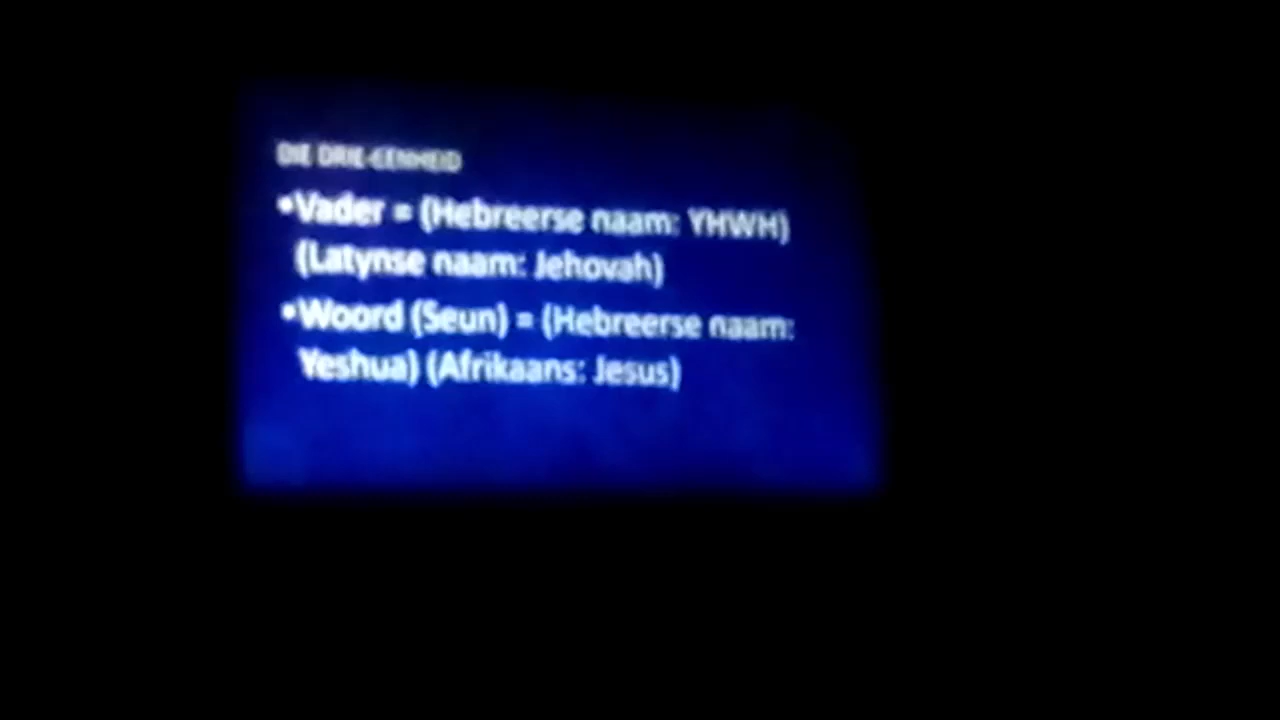 DIE DRIE-EENHEID
•Vader = (Hebreerse naam: YHWH)
(Latynse naam: Jehovah)
•Woord (Seun) = (Hebreerse naam:
Yeshua) (Afrikaans: Jesus)